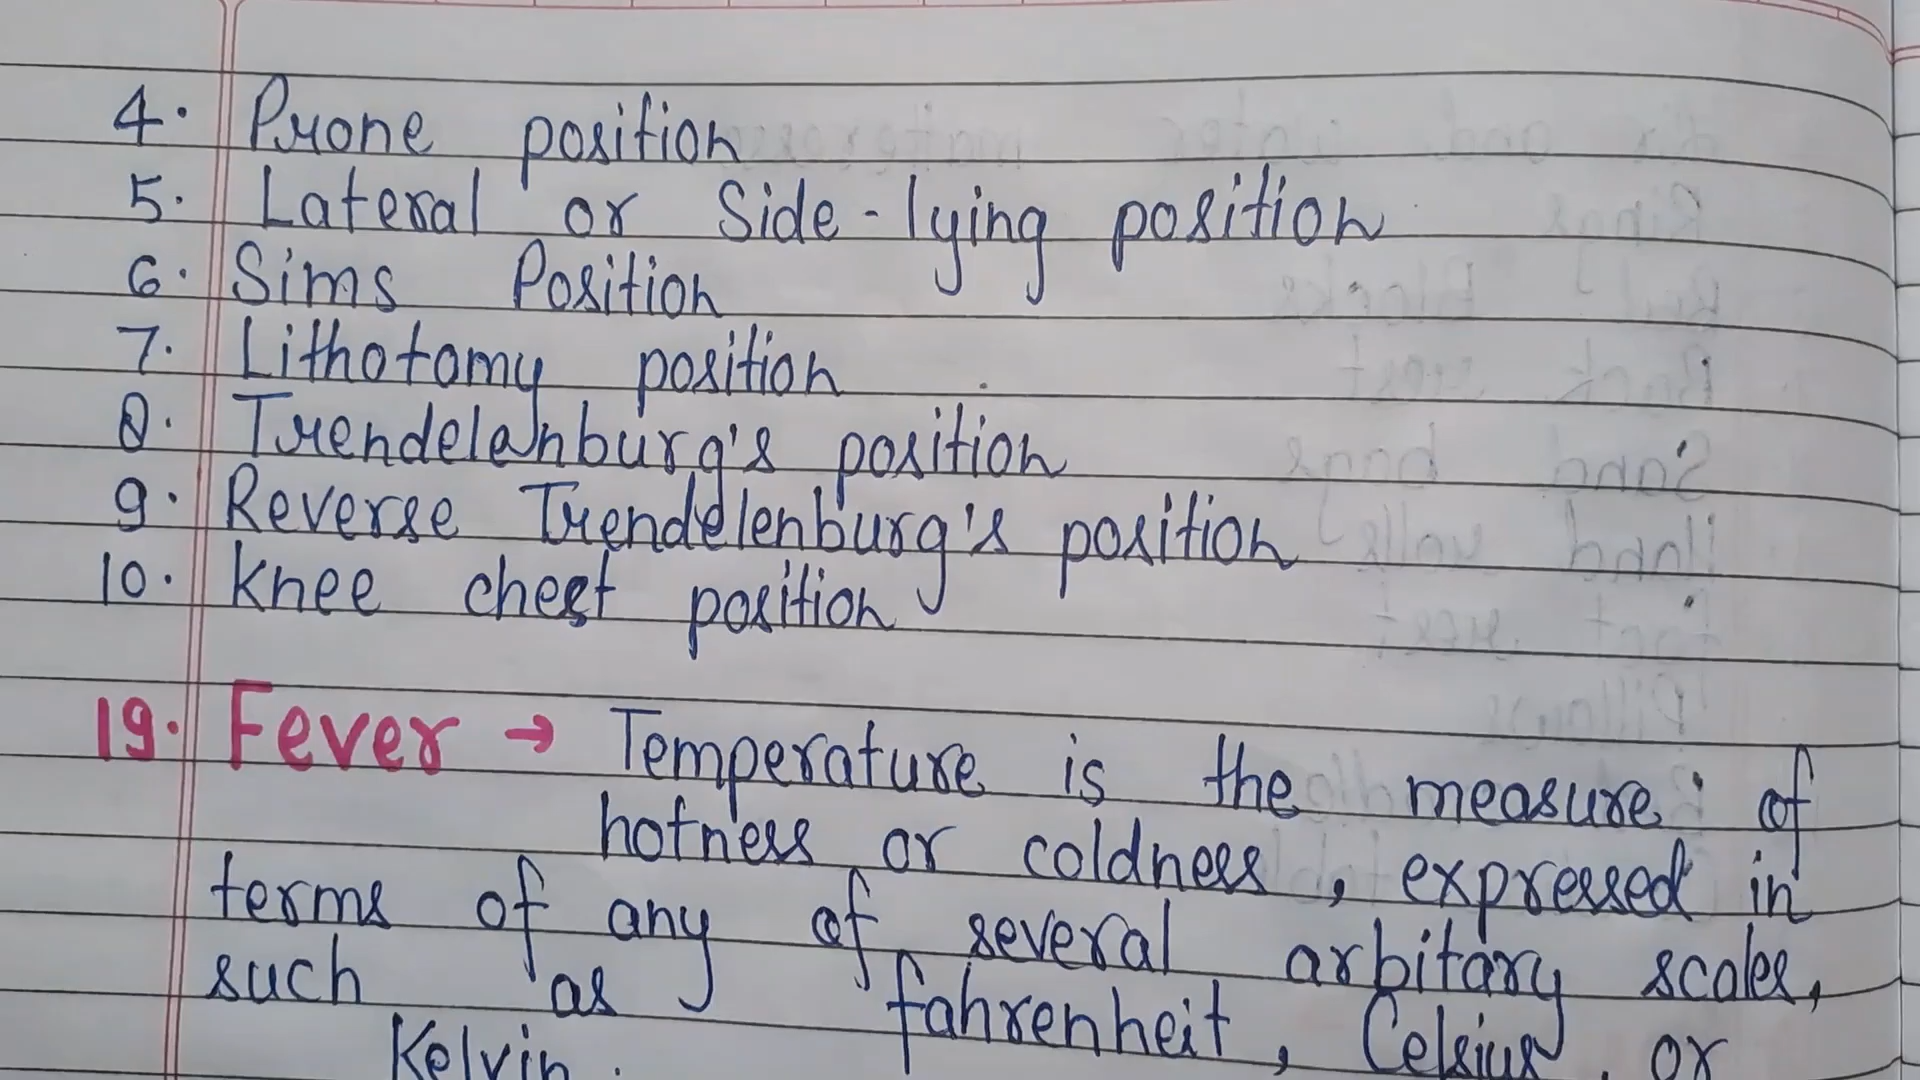 4. Prone position
5. Lateral or Side-lying position
6. Sims Position
7. Lithotomy position
8. Trendelanburg's position
9. Reverse Trendelenburg's position
10. Knee chest position
19. Fever → Temperature is the measure of
hotness or coldness, expressed in
terms of any of several arbitary scales,
such as fahrenheit, Celsius, or
Kelvin.